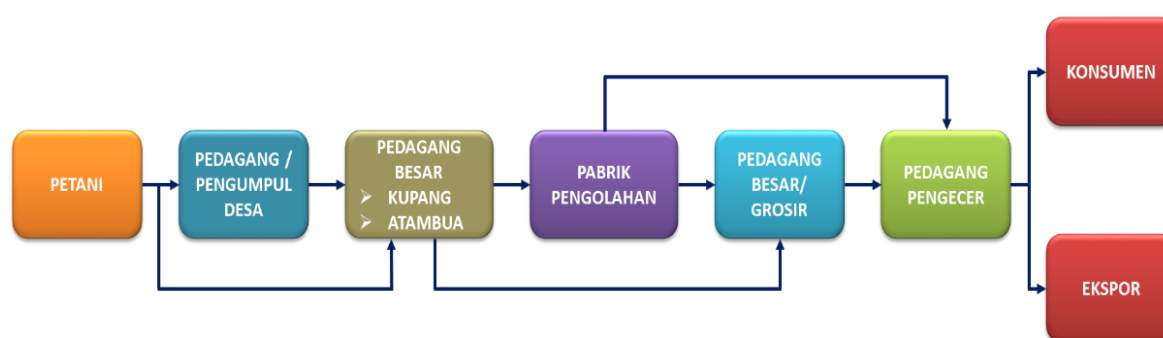 PETANI
PEDAGANG /
PENGUMPUL
DESA
PEDAGANG
BESAR
➢ KUPANG
➢ ATAMBUA
PABRIK
PENGOLAHAN
PEDAGANG
BESAR/
GROSIR
PEDAGANG
PENGECER
KONSUMEN
EKSPOR